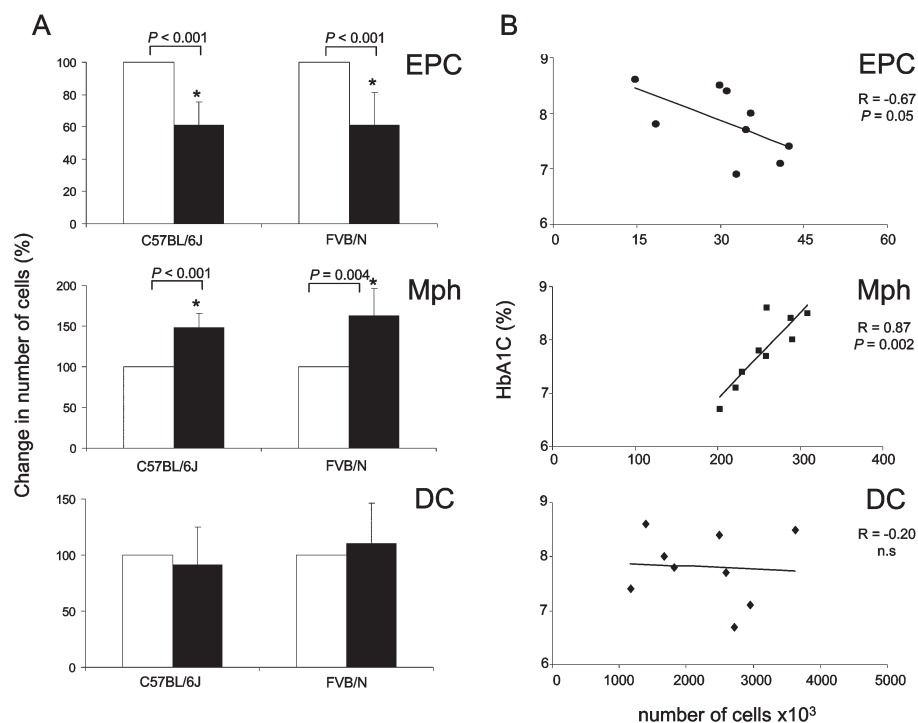 A
B
P < 0.001
P < 0.001
EPC
100
80
60
40
20
0
*
*
C57BL/6J
FVB/N
Change in number of cells (%)
P < 0.001
P = 0.004
Mph
200
150
100
50
0
*
*
C57BL/6J
FVB/N
DC
150
100
50
0
C57BL/6J
FVB/N
EPC
R = -0.67
P = 0.05
9
8
7
6
0
15
30
45
60
HbA1C (%)
Mph
R = 0.87
P = 0.002
9
8
7
6
0
100
200
300
400
DC
R = -0.20
n.s
9
8
7
6
0
1000
2000
3000
4000
5000
number of cells x10³